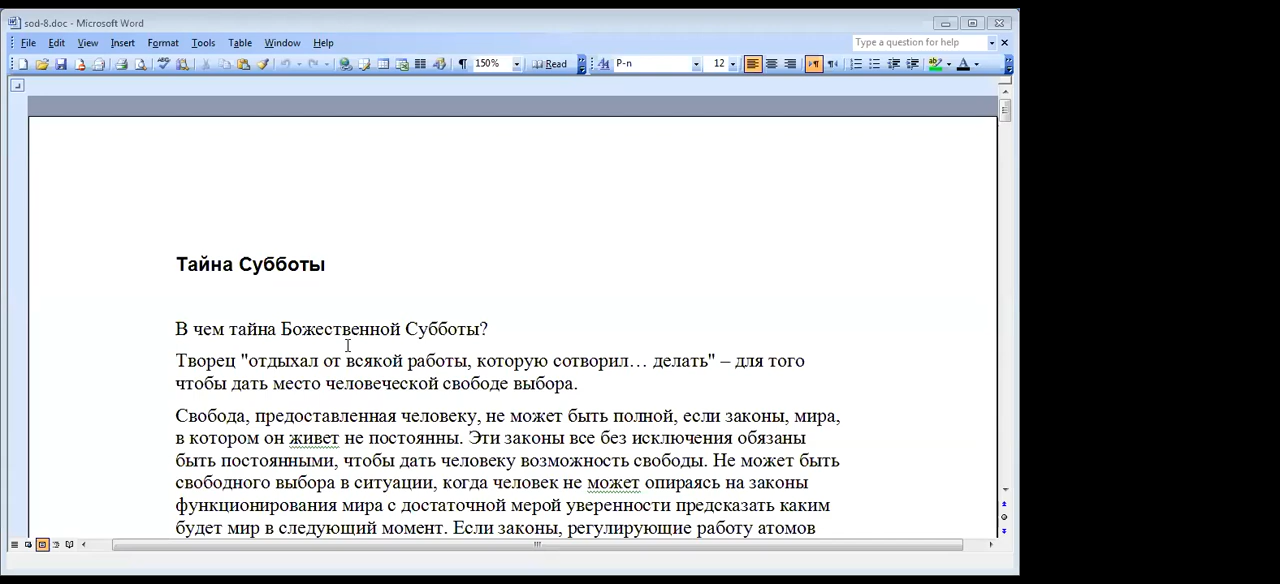 sod-8.doc - Microsoft Word
File Edit View Insert Format Tools Table Window Help
Type a question for help
150% Read P-n 12
Тайна Субботы
В чем тайна Божественной Субботы?
Творец "отдыхал от всякой работы, которую сотворил… делать" – для того
чтобы дать место человеческой свободе выбора.
Свобода, предоставленная человеку, не может быть полной, если законы, мира,
в котором он живет не постоянны. Эти законы все без исключения обязаны
быть постоянными, чтобы дать человеку возможность свободы. Не может быть
свободного выбора в ситуации, когда человек не может опираясь на законы
функционирования мира с достаточной мерой уверенности предсказать каким
будет мир в следующий момент. Если законы, регулирующие работу атомов